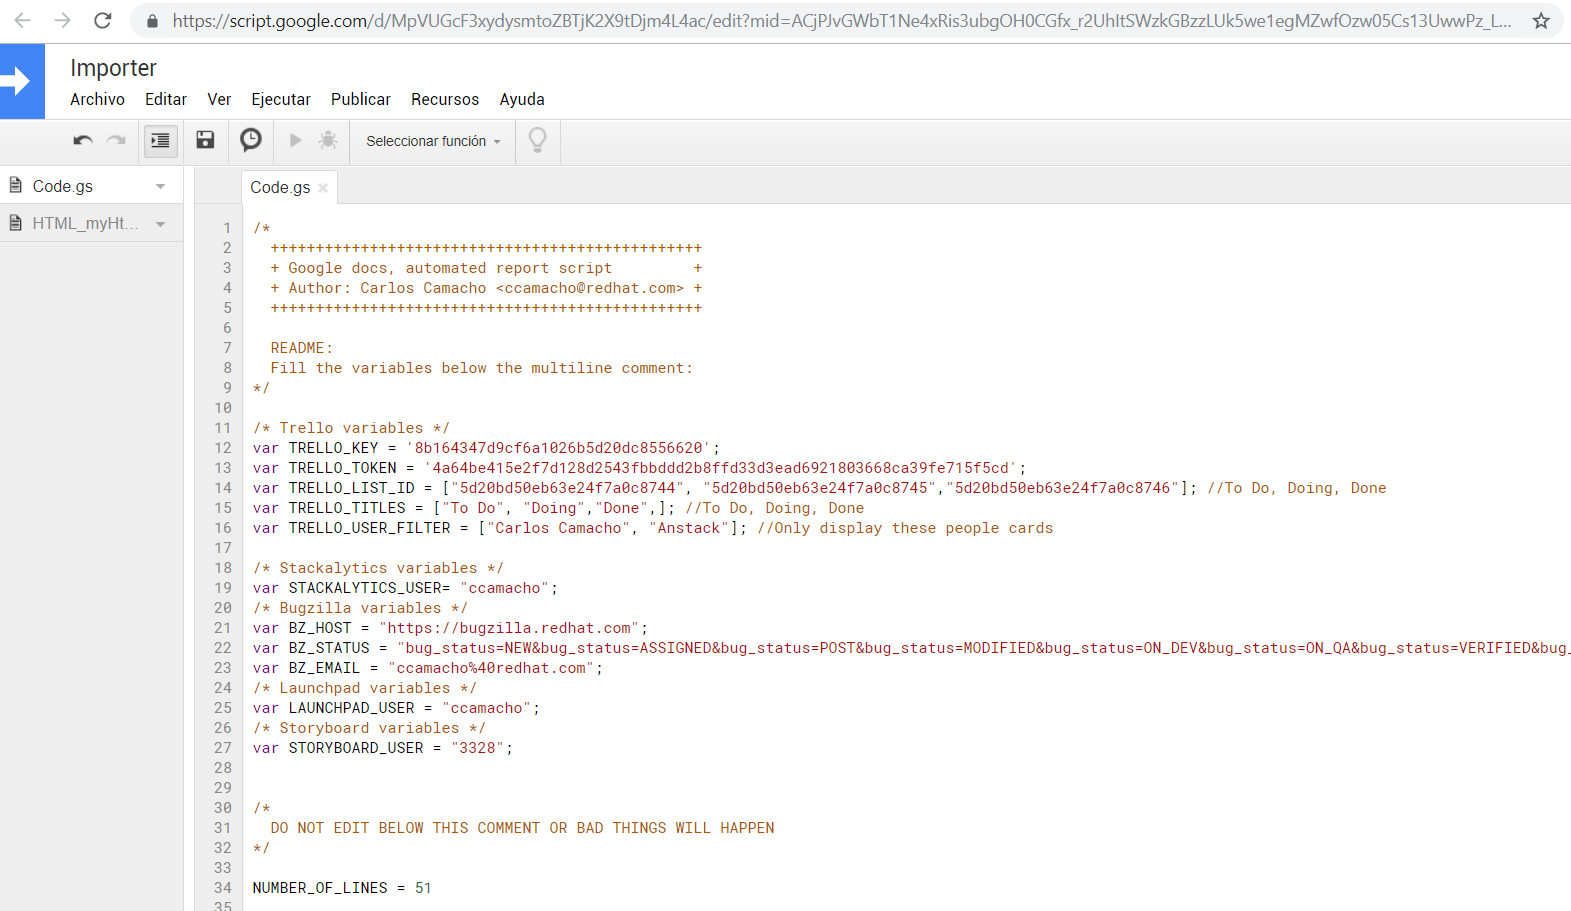 https://script.google.com/d/MpVUGcF3xydysmtoZBTjK2X9tDjm4L4ac/edit?mid=ACjPJvGWbT1Ne4xRis3ubgOH0CGfx_r2UhItSWzkGBzzLUk5we1egMZwfOzw05Cs13UwwPz_L...
Importer
Archivo Editar Ver Ejecutar Publicar Recursos Ayuda
Seleccionar función
Code.gs
HTML_myHt...
Code.gs
1 /*
2 ++++++++++++++++++++++++++++++++++++++++++++++++
3 + Google docs, automated report script +
4 + Author: Carlos Camacho <ccamacho@redhat.com> +
5 ++++++++++++++++++++++++++++++++++++++++++++++++
6
7 README:
8 Fill the variables below the multiline comment:
9 */
10
11 /* Trello variables */
12 var TRELLO_KEY = '8b164347d9cf6a1026b5d20dc8556620';
13 var TRELLO_TOKEN = '4a64be415e2f7d128d2543fbbddd2b8ffd33d3ead6921803668ca39fe715f5cd';
14 var TRELLO_LIST_ID = ["5d20bd50eb63e24f7a0c8744", "5d20bd50eb63e24f7a0c8745","5d20bd50eb63e24f7a0c8746"]; //To Do, Doing, Done
15 var TRELLO_TITLES = ["To Do", "Doing","Done",]; //To Do, Doing, Done
16 var TRELLO_USER_FILTER = ["Carlos Camacho", "Anstack"]; //Only display these people cards
17
18 /* Stackalytics variables */
19 var STACKALYTICS_USER= "ccamacho";
20 /* Bugzilla variables */
21 var BZ_HOST = "https://bugzilla.redhat.com";
22 var BZ_STATUS = "bug_status=NEW&bug_status=ASSIGNED&bug_status=POST&bug_status=MODIFIED&bug_status=ON_DEV&bug_status=ON_QA&bug_status=VERIFIED&bug_
23 var BZ_EMAIL = "ccamacho%40redhat.com";
24 /* Launchpad variables */
25 var LAUNCHPAD_USER = "ccamacho";
26 /* Storyboard variables */
27 var STORYBOARD_USER = "3328";
28
29
30 /*
31 DO NOT EDIT BELOW THIS COMMENT OR BAD THINGS WILL HAPPEN
32 */
33
34 NUMBER_OF_LINES = 51
35